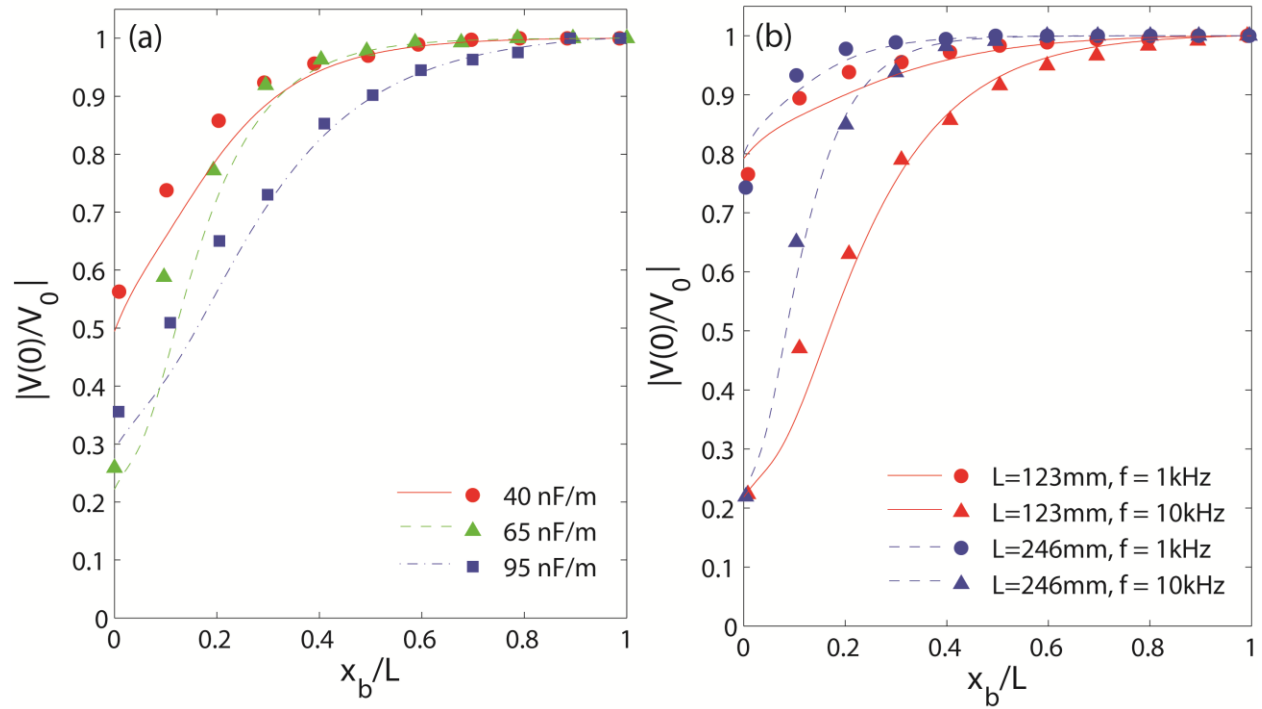 (a)
1
0.9
0.8
0.7
0.6
0.5
0.4
0.3
0.2
0.1
0
|V(0)/V0|
40 nF/m
65 nF/m
95 nF/m
0 0.2 0.4 0.6 0.8 1
xb/L
(b)
1
0.9
0.8
0.7
0.6
0.5
0.4
0.3
0.2
0.1
0
|V(0)/V0|
L=123mm, f = 1kHz
L=123mm, f = 10kHz
L=246mm, f = 1kHz
L=246mm, f = 10kHz
0 0.2 0.4 0.6 0.8 1
xb/L